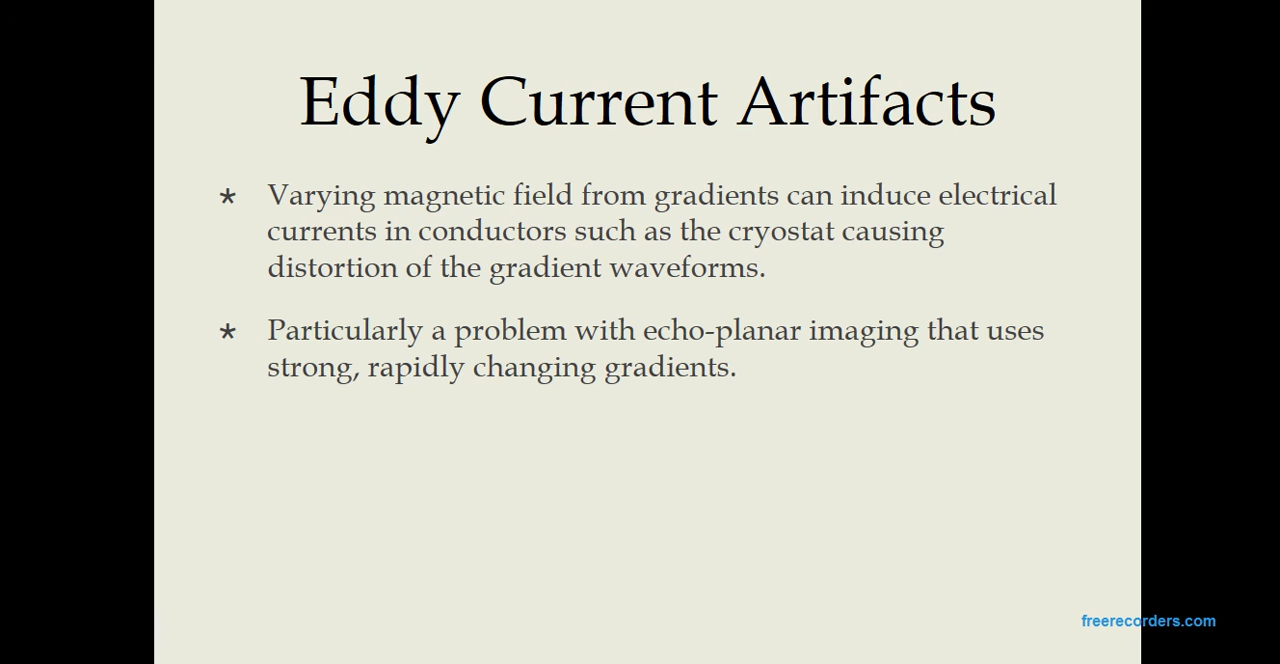 Eddy Current Artifacts
* Varying magnetic field from gradients can induce electrical
currents in conductors such as the cryostat causing
distortion of the gradient waveforms.
* Particularly a problem with echo-planar imaging that uses
strong, rapidly changing gradients.
freerecorders.com